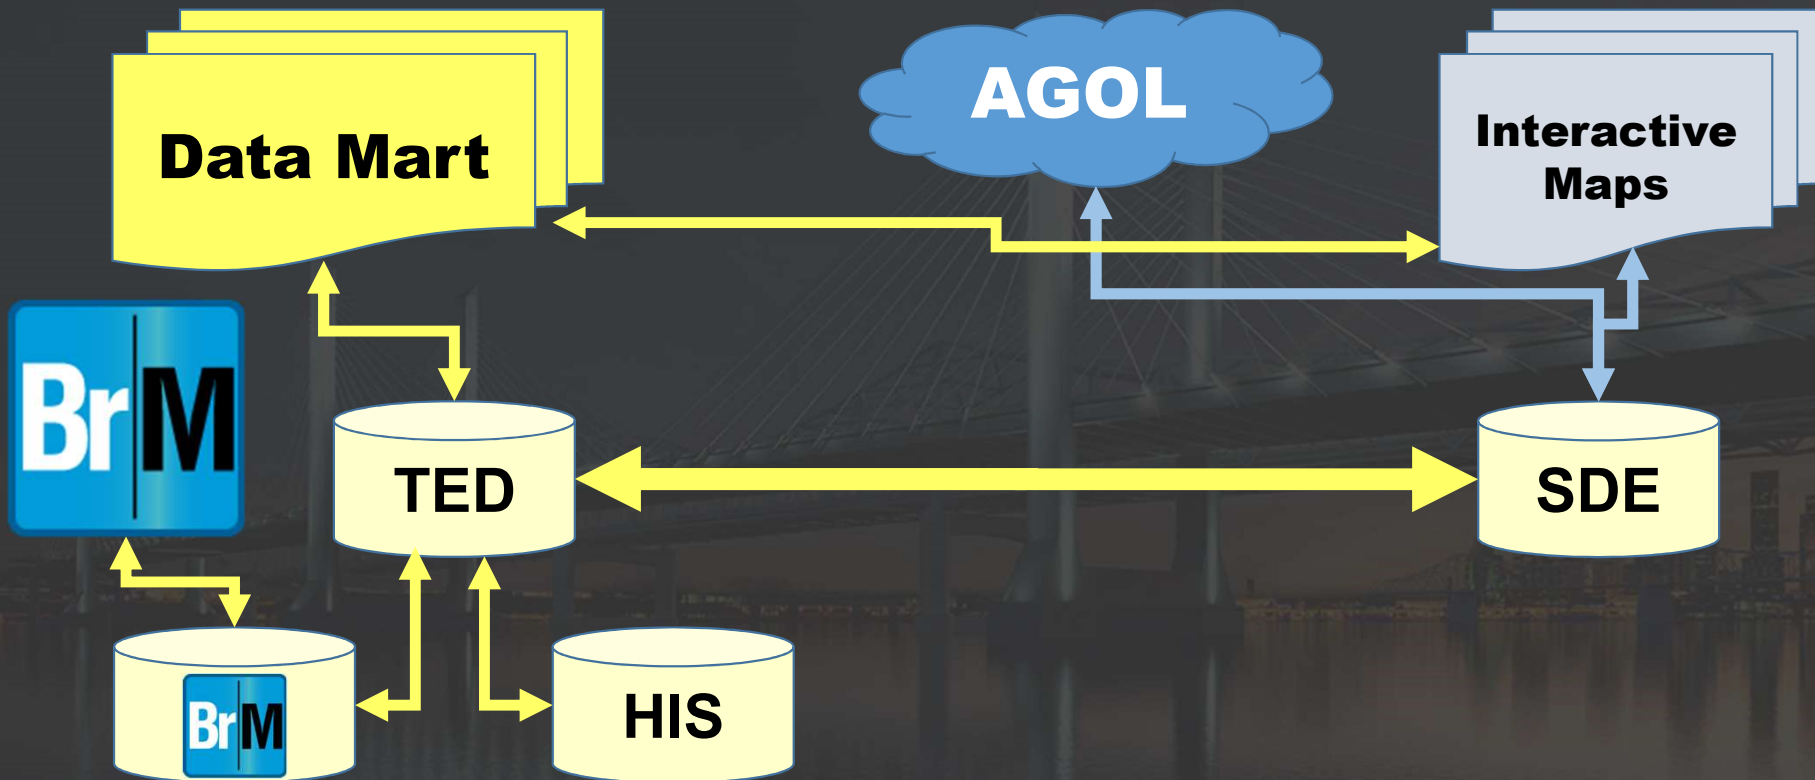 Data Mart
AGOL
Interactive
Maps
BrM
TED
SDE
BrM
HIS